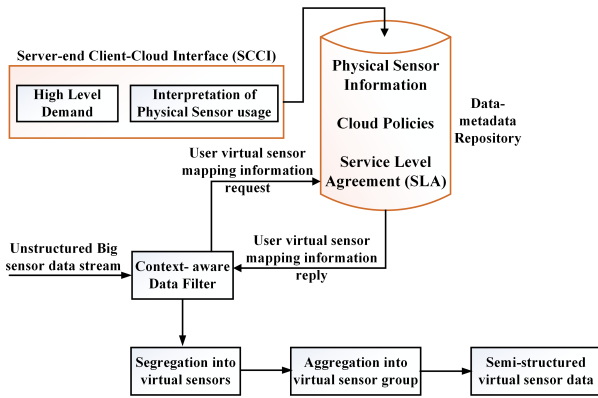 Server-end Client-Cloud Interface (SCCI)
High Level
Demand
Interpretation of
Physical Sensor usage
Physical Sensor
Information
Cloud Policies
Service Level
Agreement (SLA)
Data-
metadata
Repository
User virtual sensor
mapping information
request
User virtual sensor
mapping information
reply
Unstructured Big
sensor data stream
Context- aware
Data Filter
Segregation into
virtual sensors
Aggregation into
virtual sensor group
Semi-structured
virtual sensor data